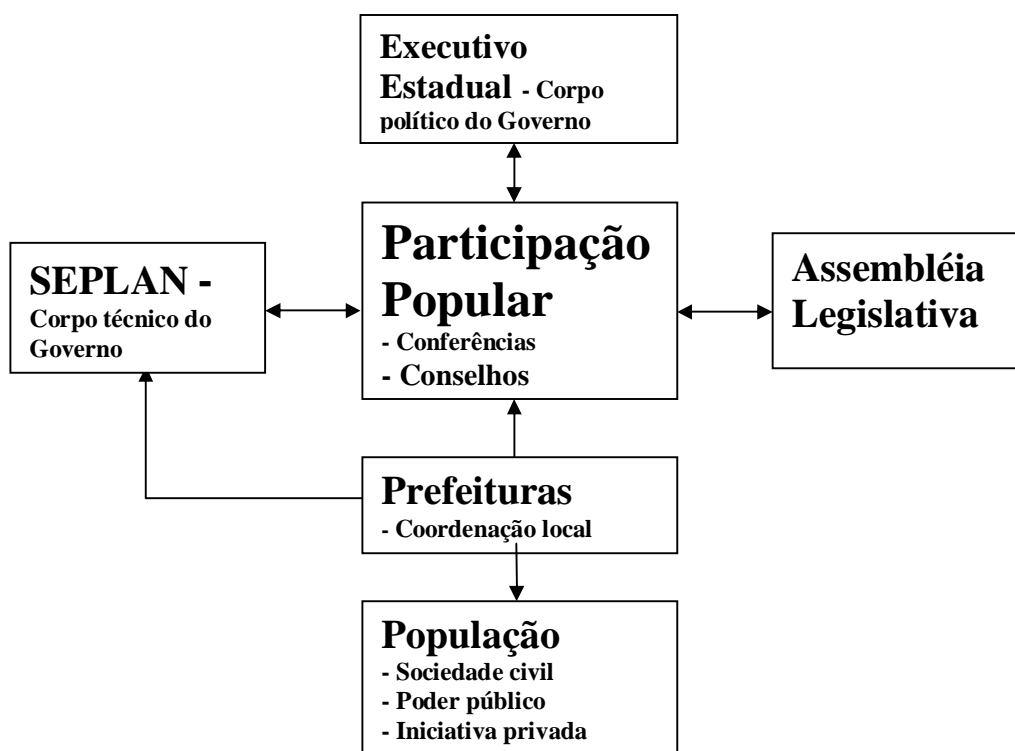 Executivo
Estadual - Corpo
político do Governo
Participação
Popular
- Conferências
- Conselhos
SEPLAN -
Corpo técnico do
Governo
Assembléia
Legislativa
Prefeituras
- Coordenação local
População
- Sociedade civil
- Poder público
- Iniciativa privada